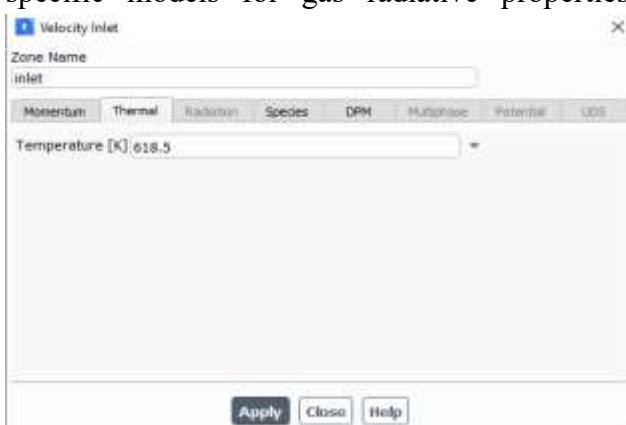 specific models for gas radiative properties
Velocity Inlet
Zone Name
inlet
Momentum Thermal Radiation Species DPM Multiphase Potential UDS
Temperature [K] 618.5
Apply Close Help